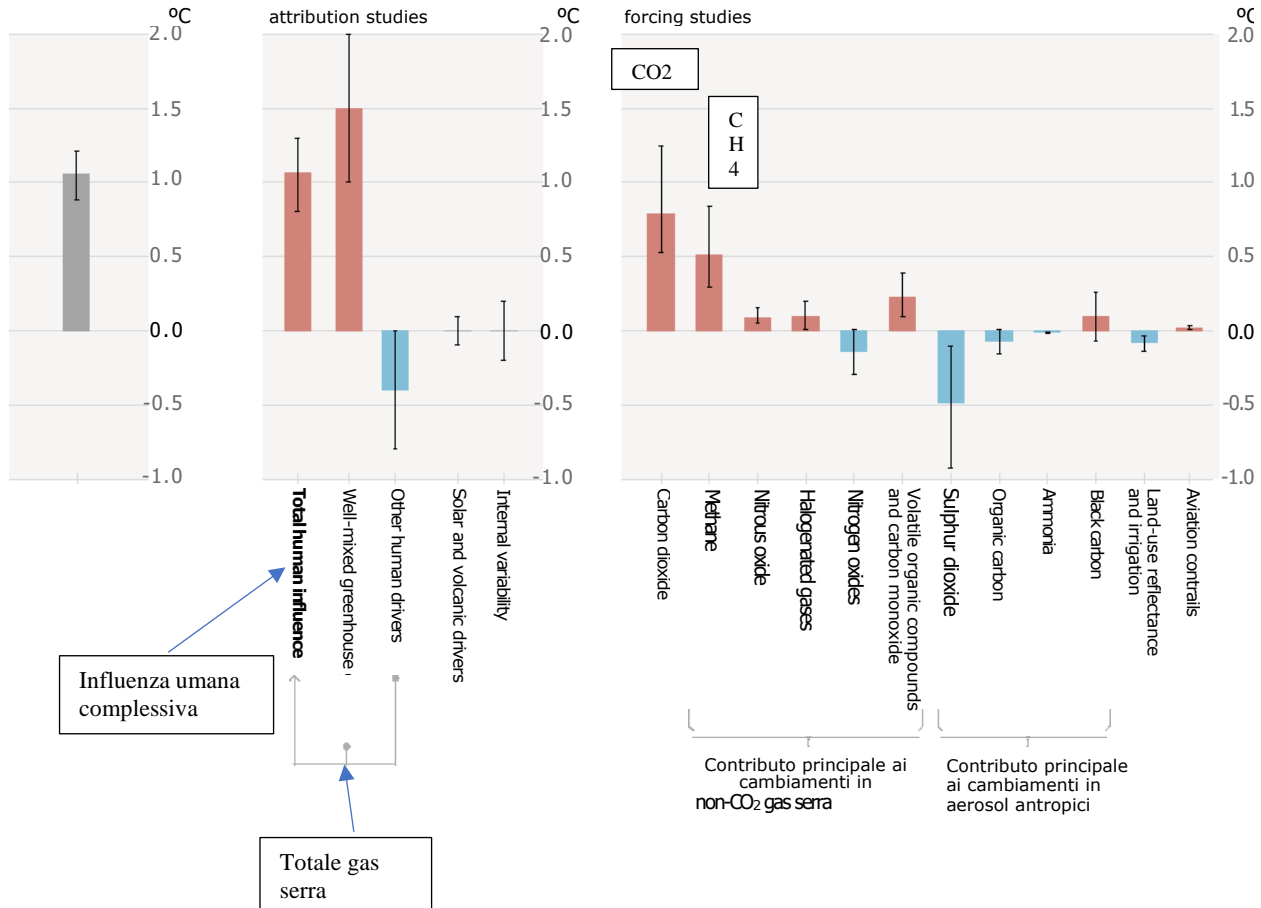 ºC
attribution studies
ºC
forcing studies
ºC
2.0
1.5
1.0
0.5
0.0
-0.5
-1.0
2.0
1.5
1.0
0.5
0.0
-0.5
-1.0
2.0
1.5
1.0
0.5
0.0
-0.5
-1.0
CO2
C
H
4
Total human influence
Well-mixed greenhouse
Other human drivers
Solar and volcanic drivers
Internal variability
Carbon dioxide
Methane
Nitrous oxide
Halogenated gases
Nitrogen oxides
Volatile organic compounds
and carbon monoxide
Sulphur dioxide
Organic carbon
Ammonia
Black carbon
Land-use reflectance
and irrigation
Aviation contrails
Influenza umana
complessiva
Totale gas
serra
Contributo principale ai
cambiamenti in
non-CO₂ gas serra
Contributo principale
ai cambiamenti in
aerosol antropici